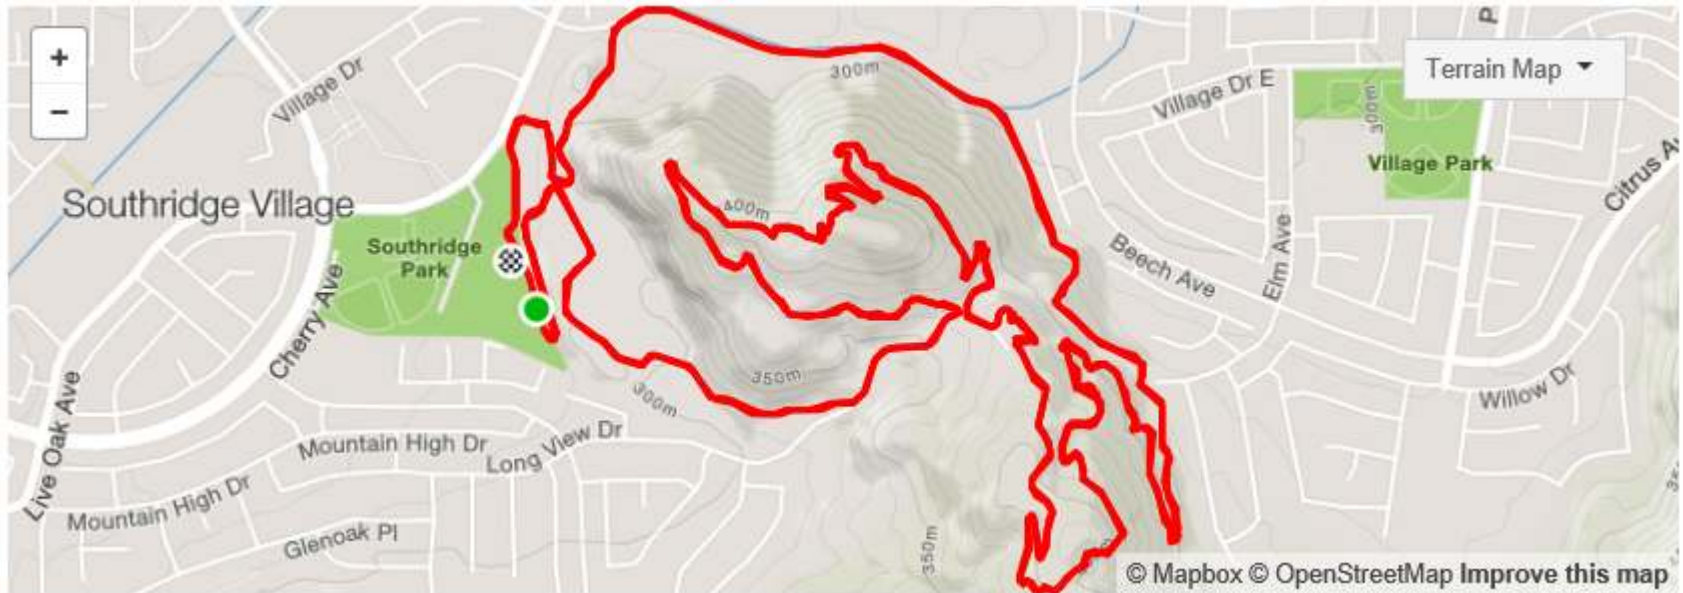 +
−
Village Dr
300m
Village Dr E
Terrain Map
P
300m
Village Park
Citrus A
Southridge Village
400m
Southridge
Park
Beech Ave
Elm Ave
Cherry Ave
350m
300m
Willow Dr
Live Oak Ave
Mountain High Dr
Long View Dr
Mountain High Dr
Glenoak Pl
350m
© Mapbox © OpenStreetMap Improve this map